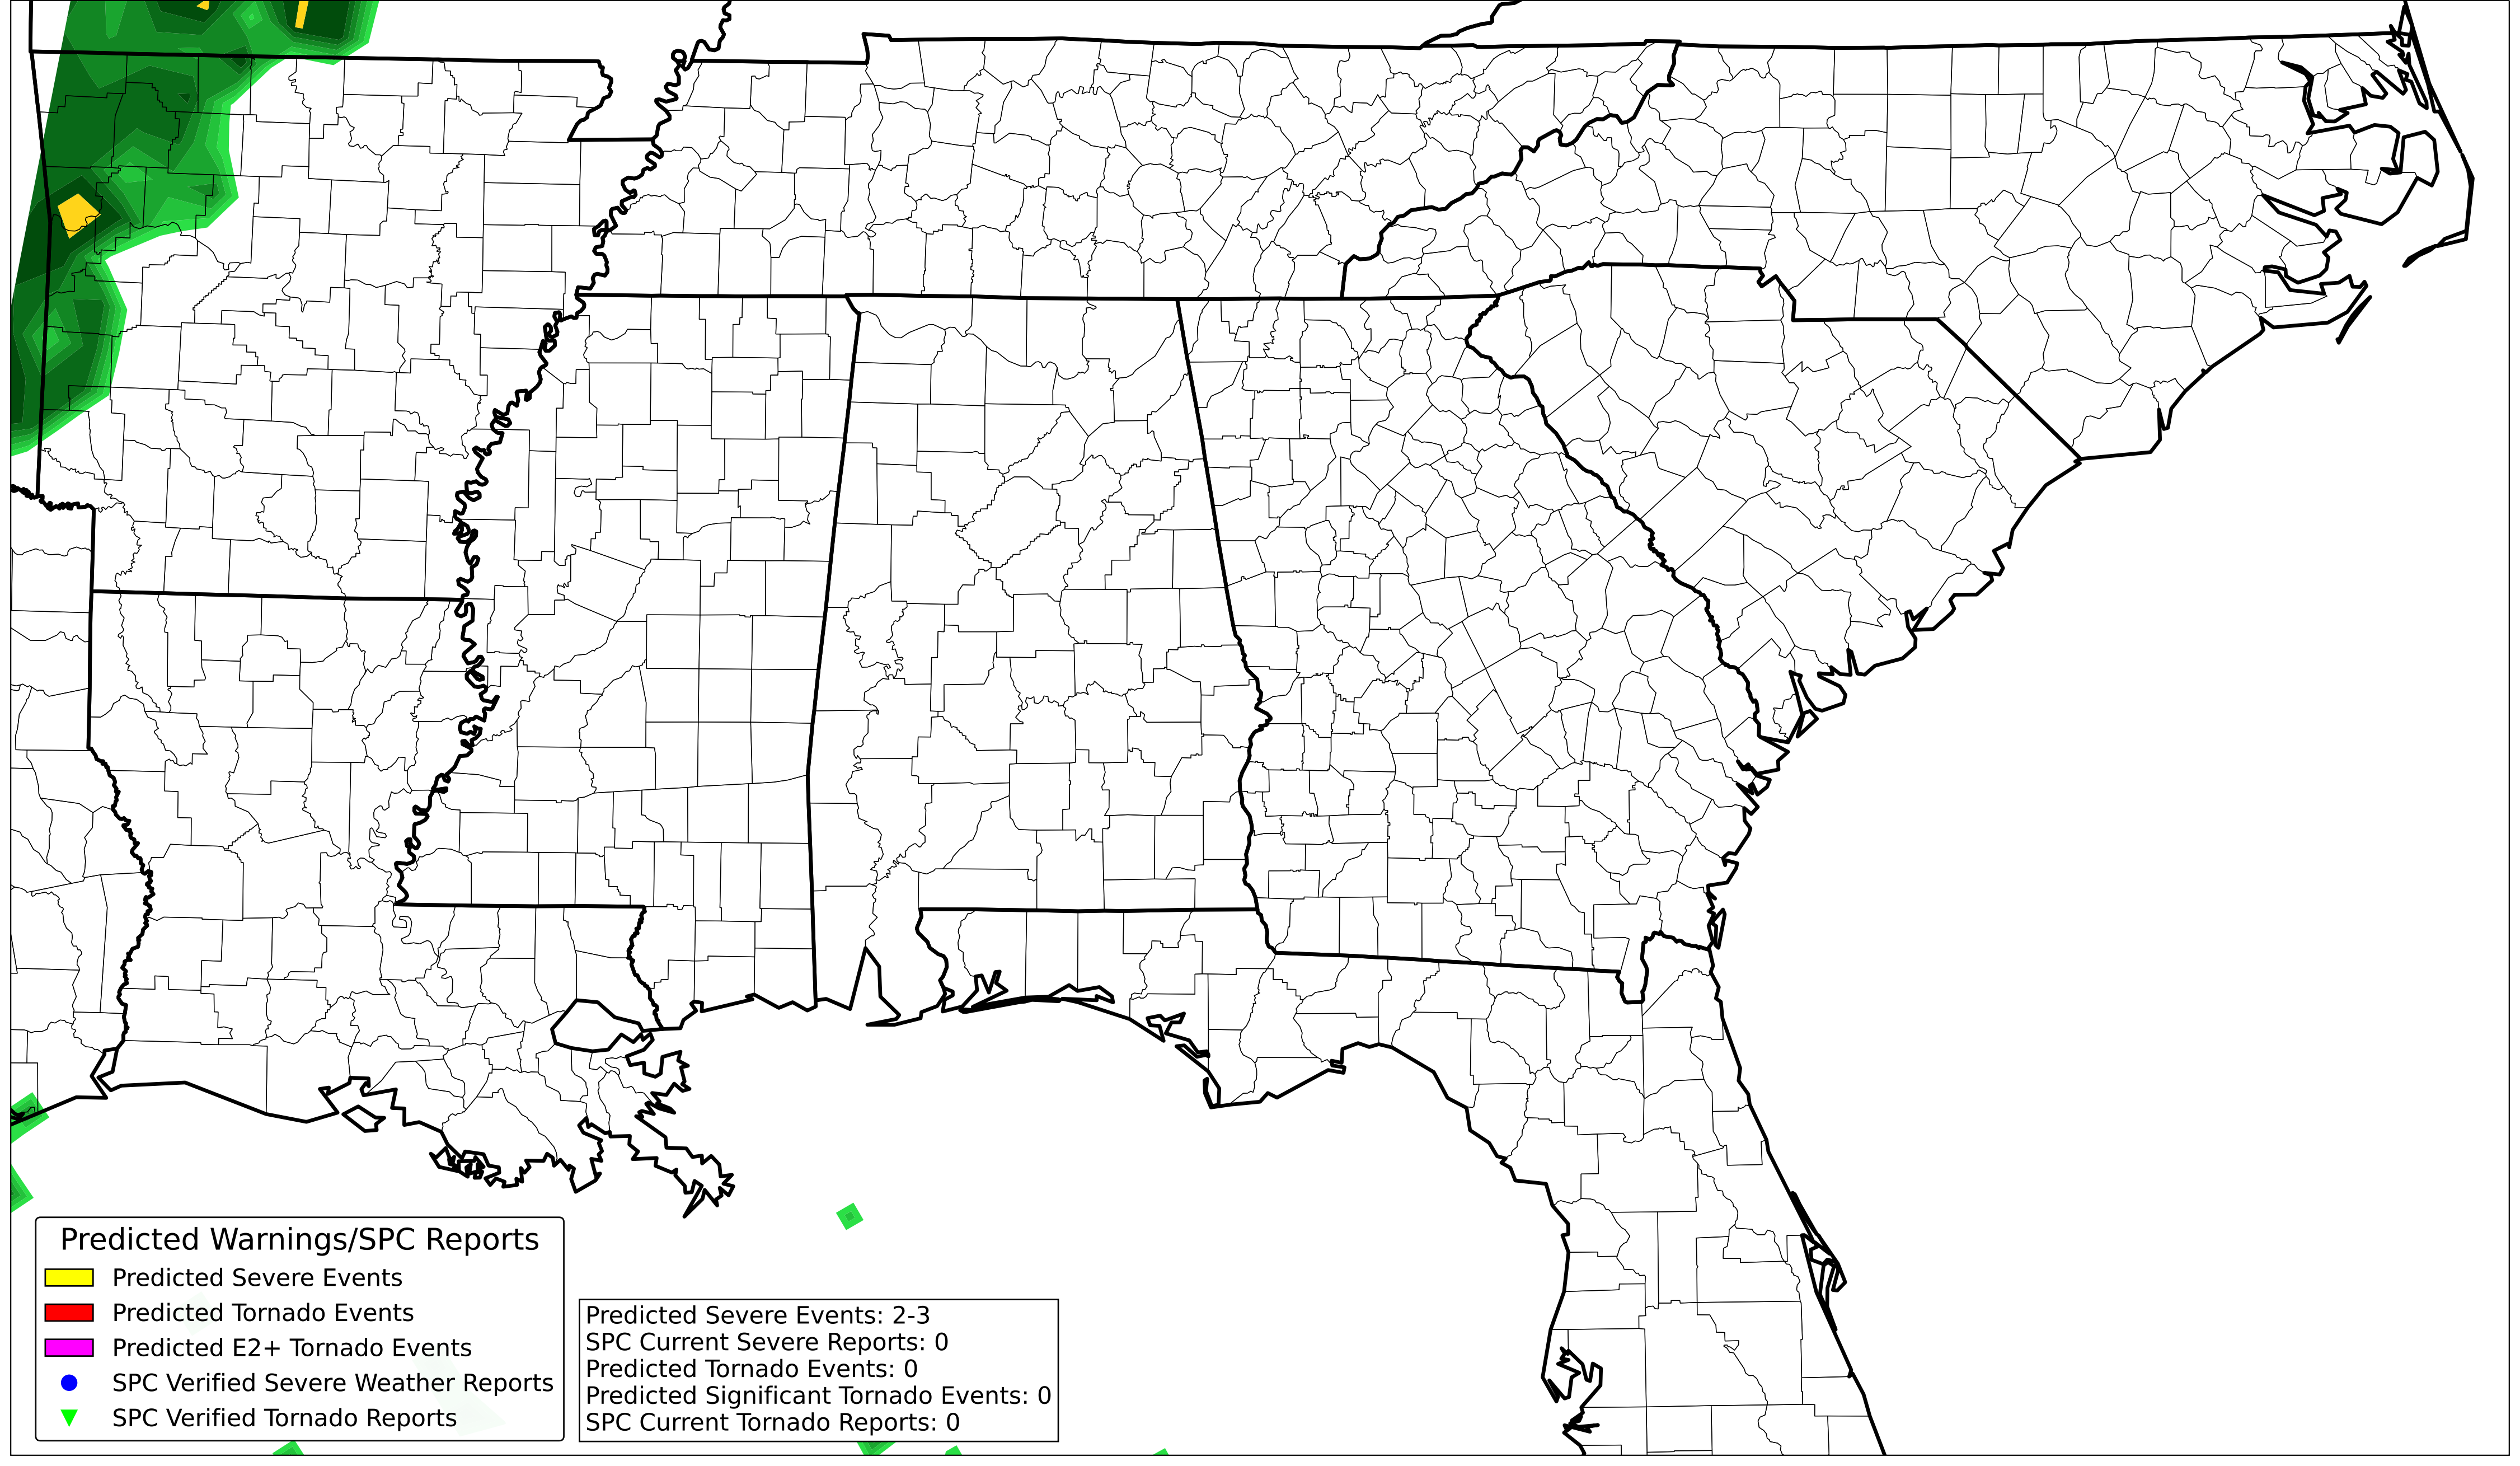 Predicted Warnings/SPC Reports
Predicted Severe Events
Predicted Tornado Events
Predicted E2+ Tornado Events
SPC Verified Severe Weather Reports
SPC Verified Tornado Reports
Predicted Severe Events: 2-3
SPC Current Severe Reports: 0
Predicted Tornado Events: 0
Predicted Significant Tornado Events: 0
SPC Current Tornado Reports: 0